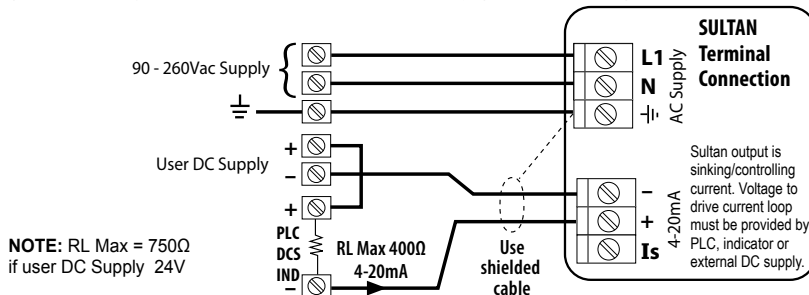 SULTAN
Terminal
Connection
90 - 260Vac Supply
L1
N
AC Supply
+
User DC Supply
−
+
PLC
DCS
IND
−
RL Max 400Ω
4-20mA
Use
shielded
cable
−
+
Is
4-20mA
Sultan output is
sinking/controlling
current. Voltage to
drive current loop
must be provided by
PLC, indicator or
external DC supply.
NOTE: RL Max = 750Ω
if user DC Supply 24V